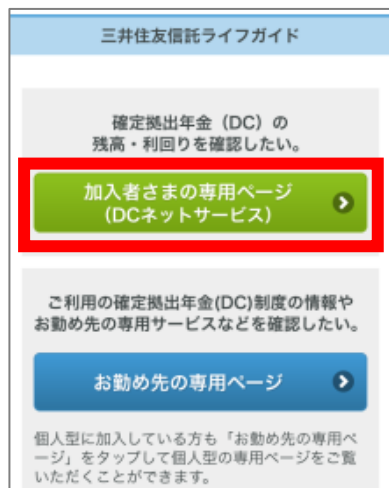 三井住友信託ライフガイド
確定拠出年金（DC）の
残高・利回りを確認したい。
加入者さまの専用ページ
（DCネットサービス）
ご利用の確定拠出年金(DC)制度の情報や
お勤め先の専用サービスなどを確認したい。
お勤め先の専用ページ
個人型に加入している方も「お勤め先の専用ペ
ージ」をタップして個人型の専用ページをご覧
いただくことができます。